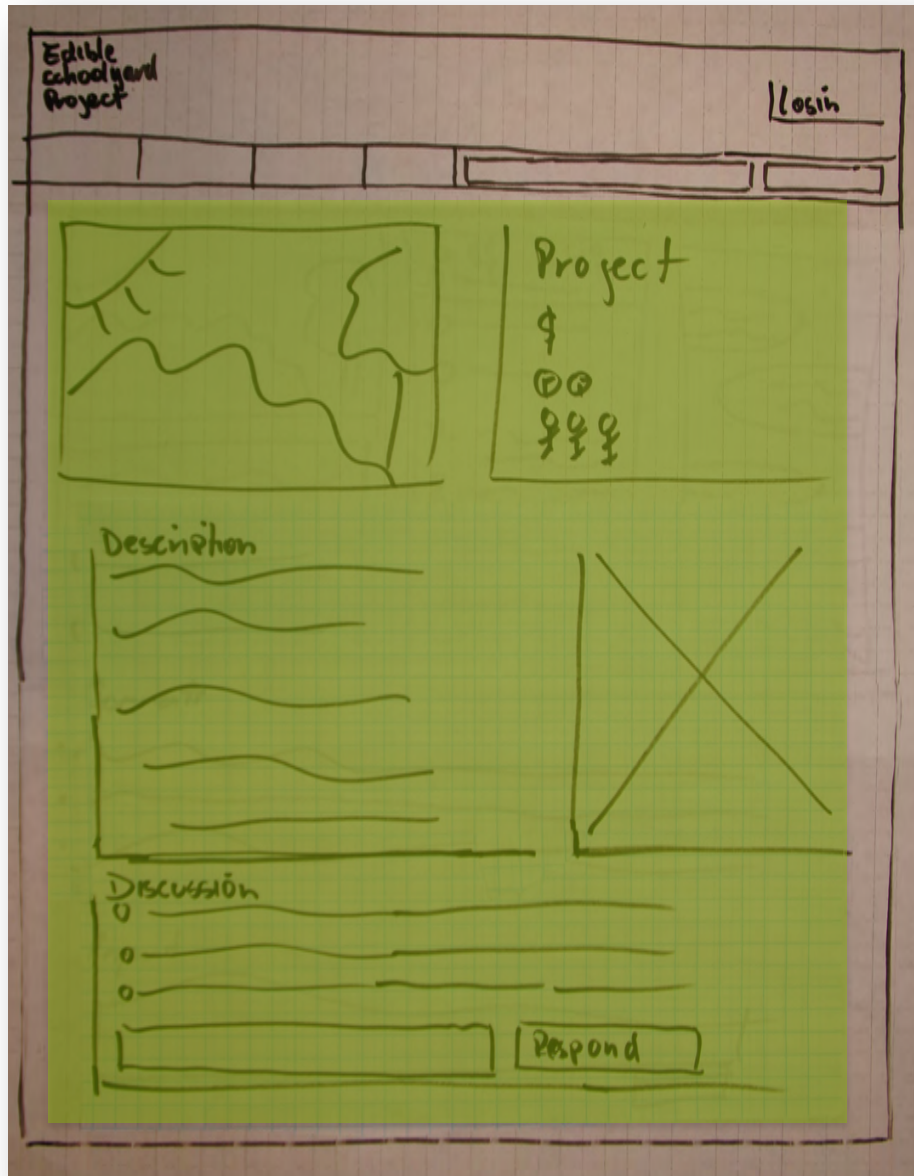 Edible
schoolyard
Project
Login
Project
$
Description
Discussion
Respond